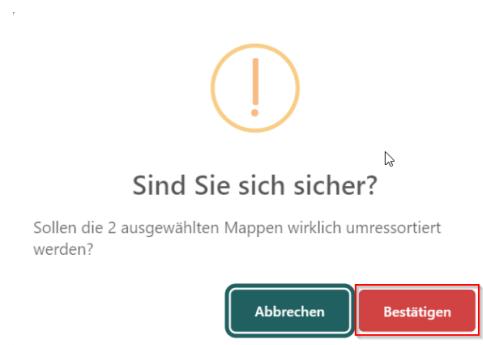 Sind Sie sich sicher?
Sollen die 2 ausgewählten Mappen wirklich umressortiert
werden?
Abbrechen Bestätigen